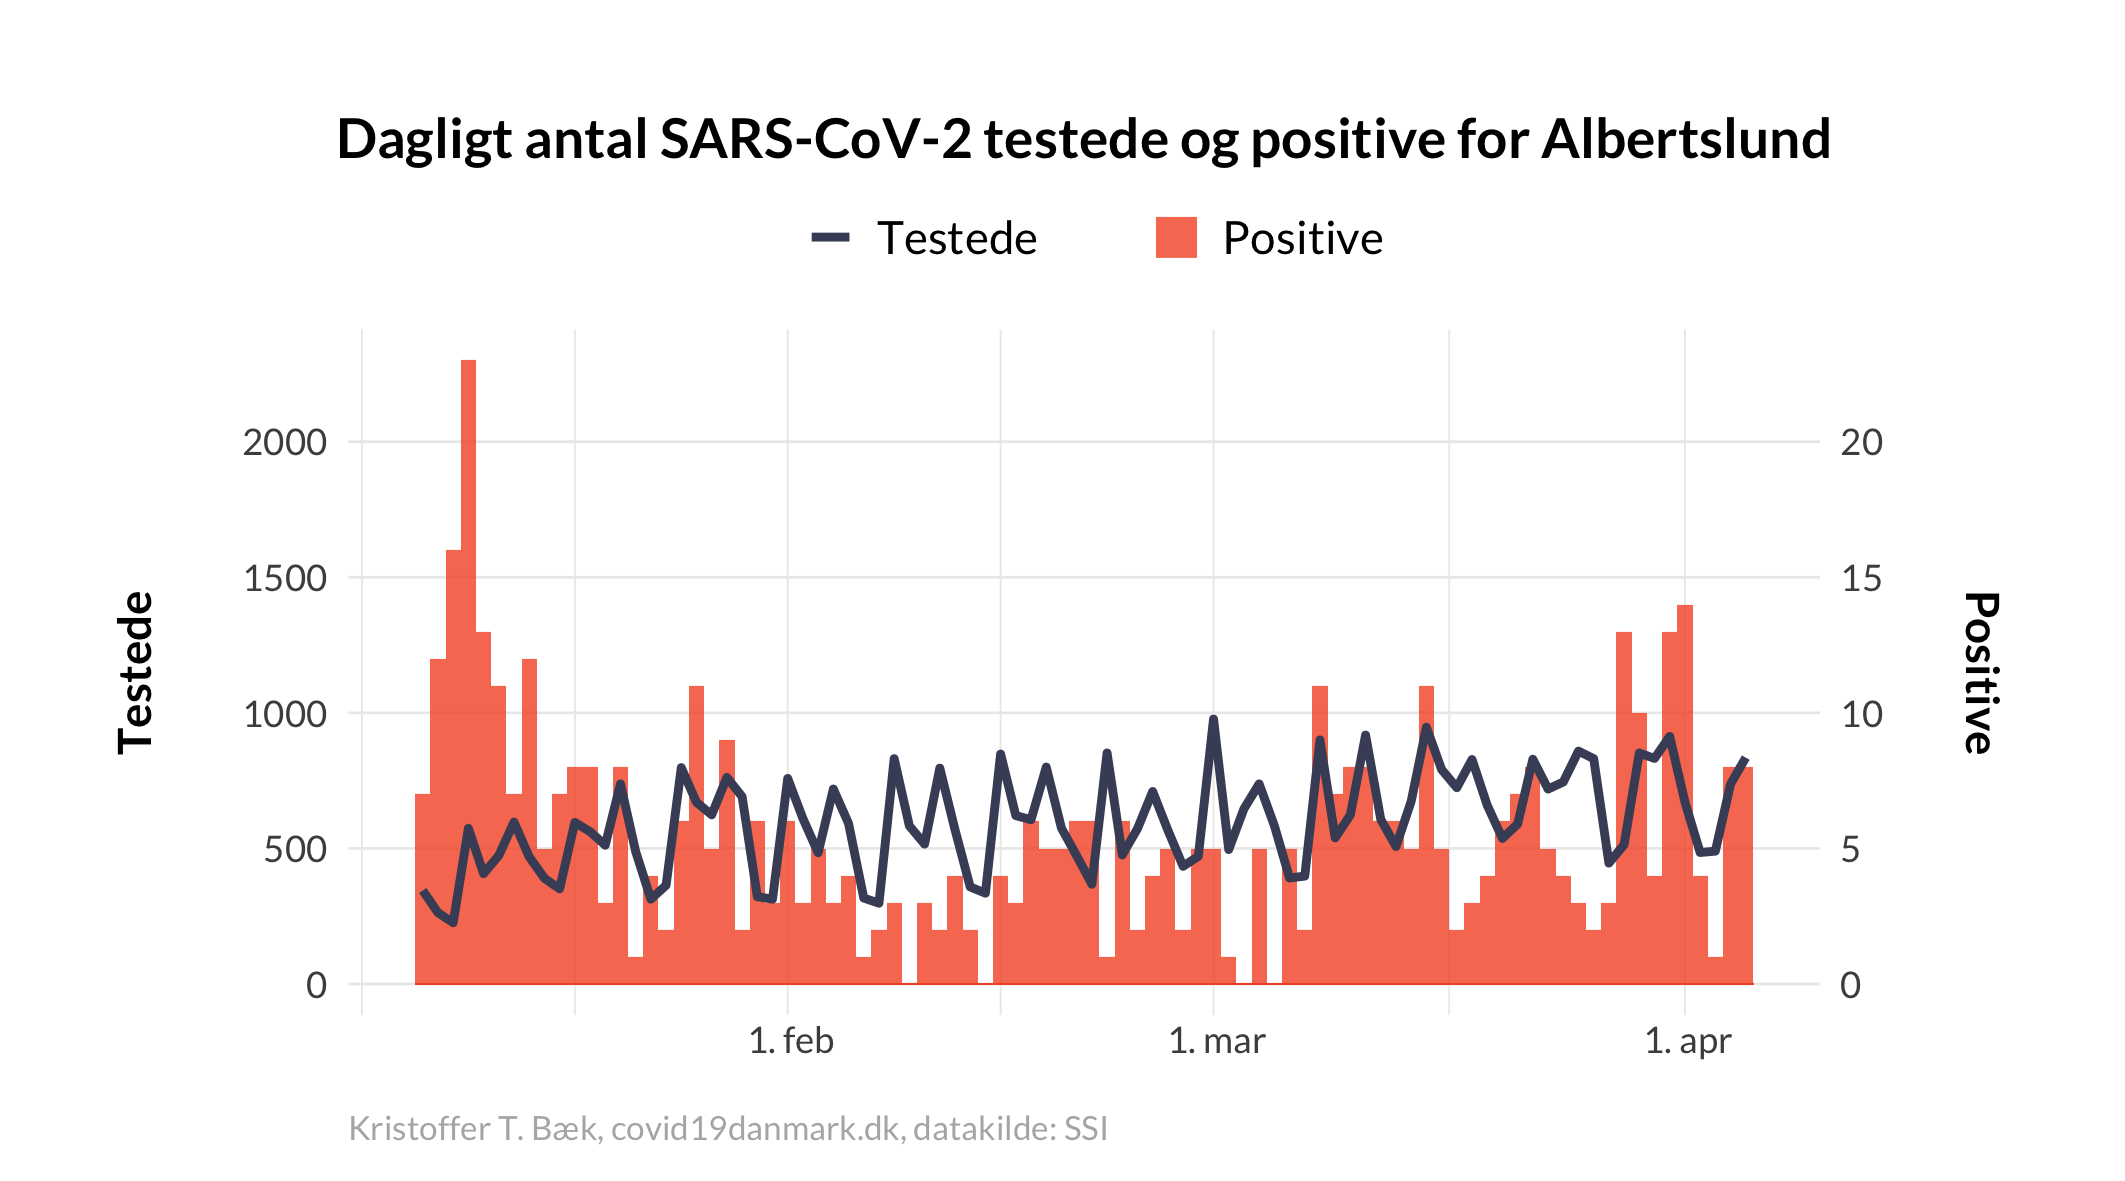 Dagligt antal SARS-CoV-2 testede og positive for Albertslund
Testede Positive
2000 20
1500 15
1000 10
500 5
0 0
Testede
Positive
1. feb 1. mar 1. apr
Kristoffer T. Bæk, covid19danmark.dk, datakilde: SSI